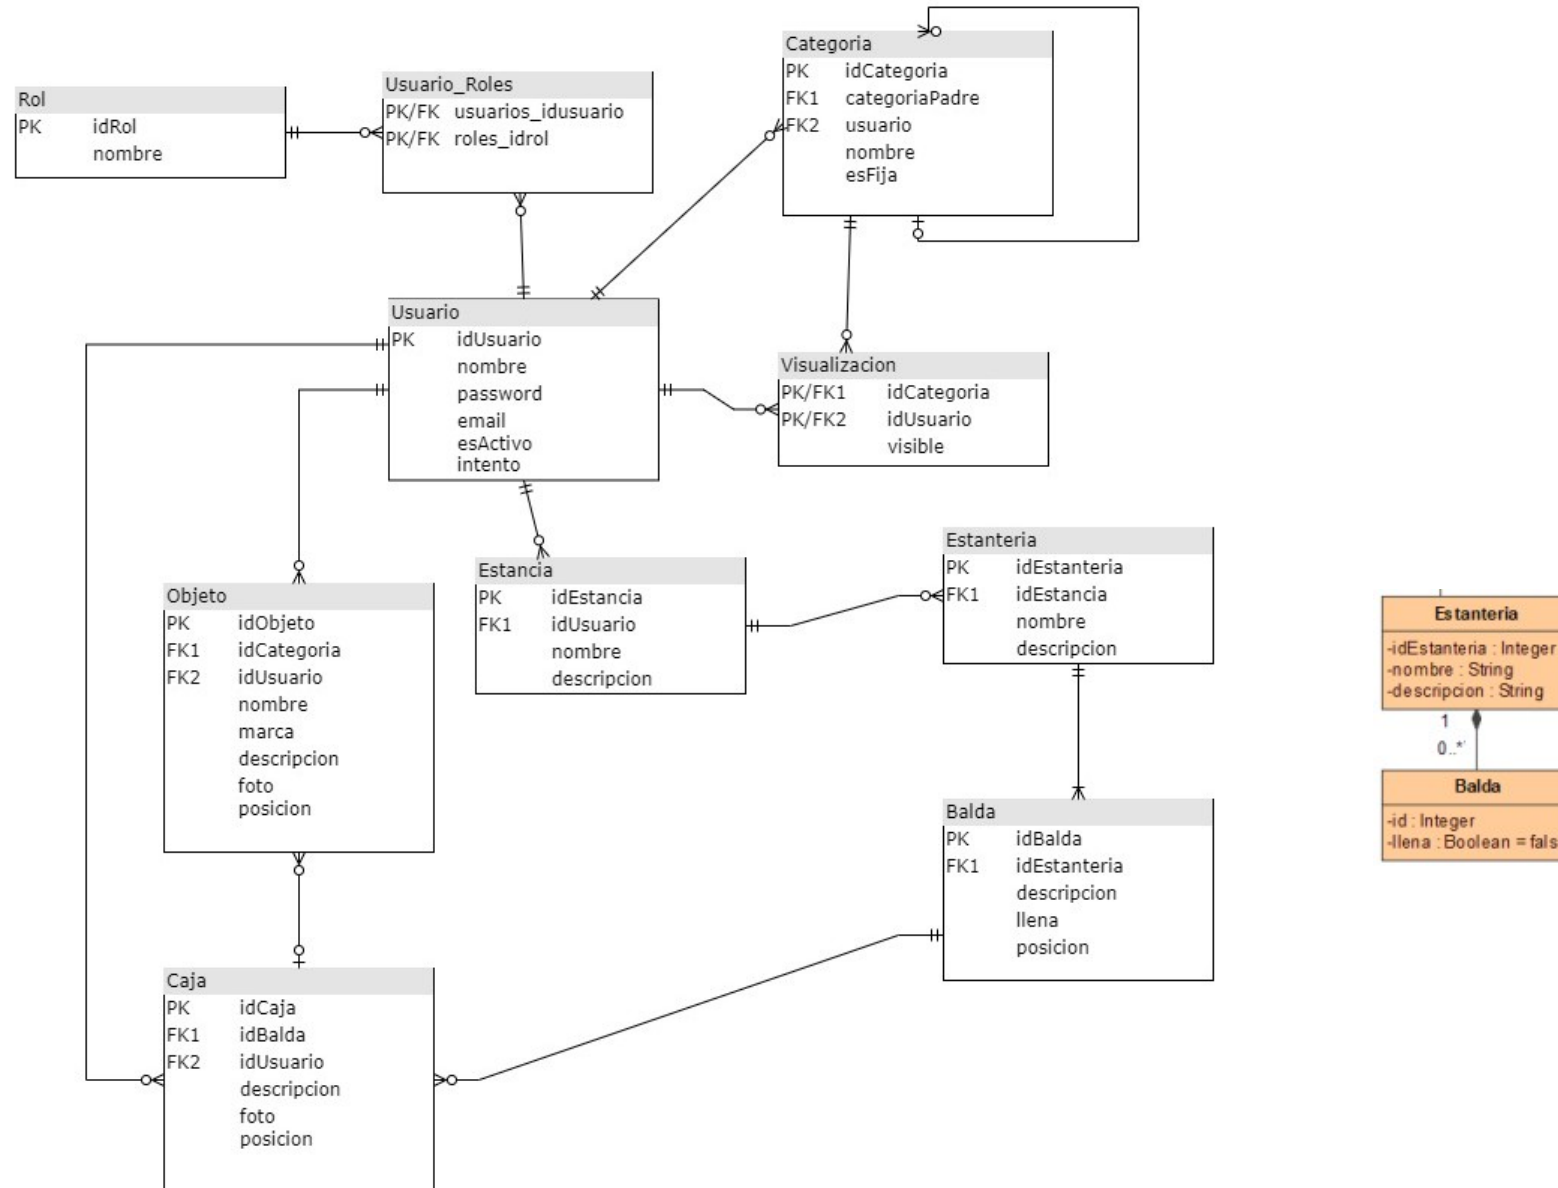 Categoria
PK idCategoria
FK1 categoriaPadre
FK2 usuario
nombre
esFija
Usuario_Roles
PK/FK usuarios_idusuario
PK/FK roles_idrol
Rol
PK idRol
nombre
Usuario
PK idUsuario
nombre
password
email
esActivo
intento
Visualizacion
PK/FK1 idCategoria
PK/FK2 idUsuario
visible
Estanteria
PK idEstanteria
FK1 idEstancia
nombre
descripcion
Estancia
PK idEstancia
FK1 idUsuario
nombre
descripcion
Objeto
PK idObjeto
FK1 idCategoria
FK2 idUsuario
nombre
marca
descripcion
foto
posicion
Estanteria
-idEstanteria : Integer
-nombre : String
-descripcion : String
1
0..*
Balda
-id : Integer
-llena : Boolean = fals
Balda
PK idBalda
FK1 idEstanteria
descripcion
llena
posicion
Caja
PK idCaja
FK1 idBalda
FK2 idUsuario
descripcion
foto
posicion